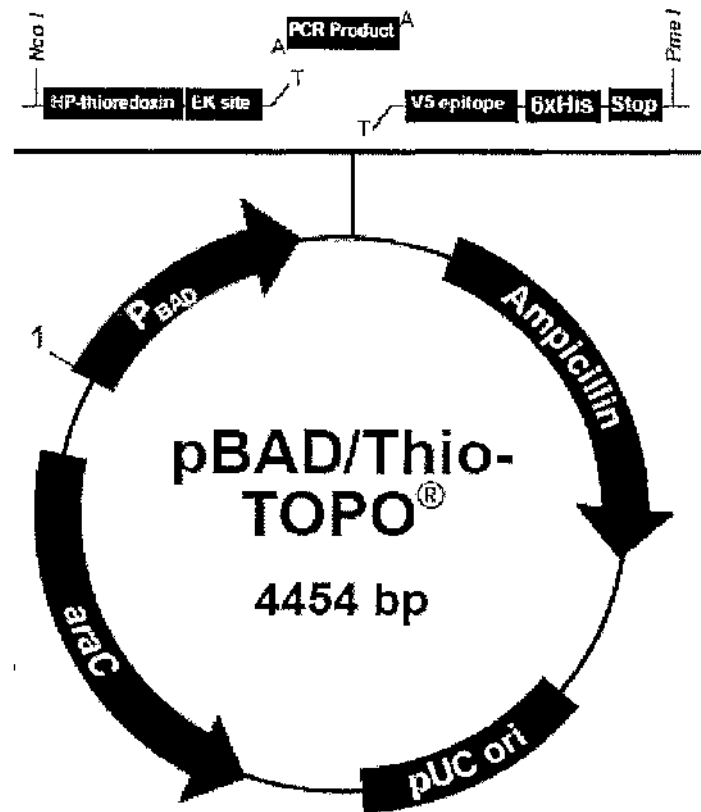 Nco I
HP-thioredoxin
EK site
T
A
PCR Product
A
T
V5 epitope
6xHis
Stop
Pme I
PBAD
1
Ampicillin
pBAD/Thio-
TOPO®
4454 bp
araC
pUC ori